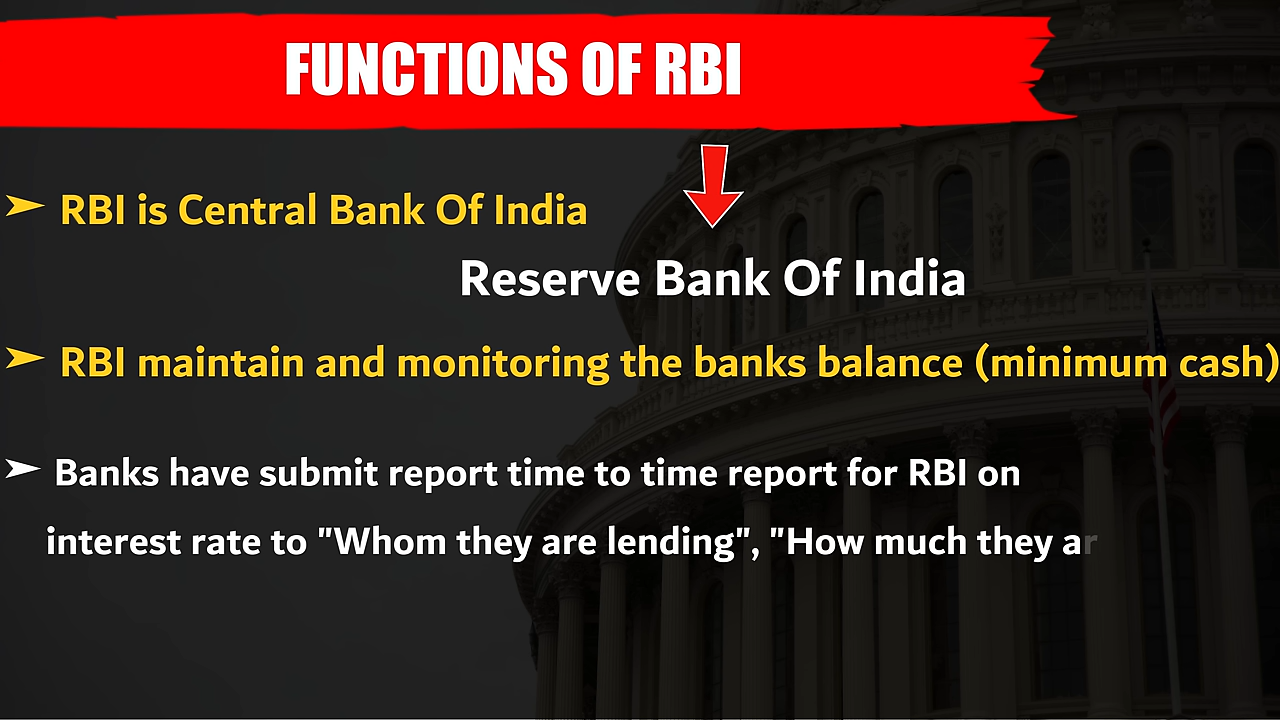 FUNCTIONS OF RBI
➤ RBI is Central Bank Of India
Reserve Bank Of India
➤ RBI maintain and monitoring the banks balance (minimum cash)
➤ Banks have submit report time to time report for RBI on
interest rate to "Whom they are lending", "How much they ar